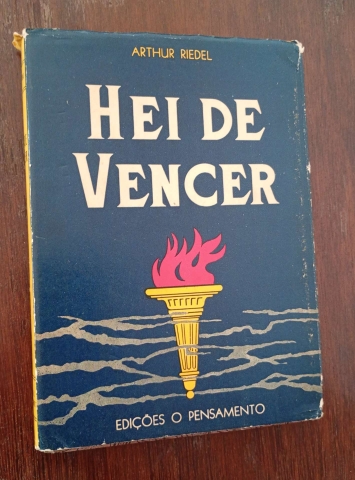 ARTHUR RIEDEL
HEI DE
VENCER
EDIÇÕES O PENSAMENTO